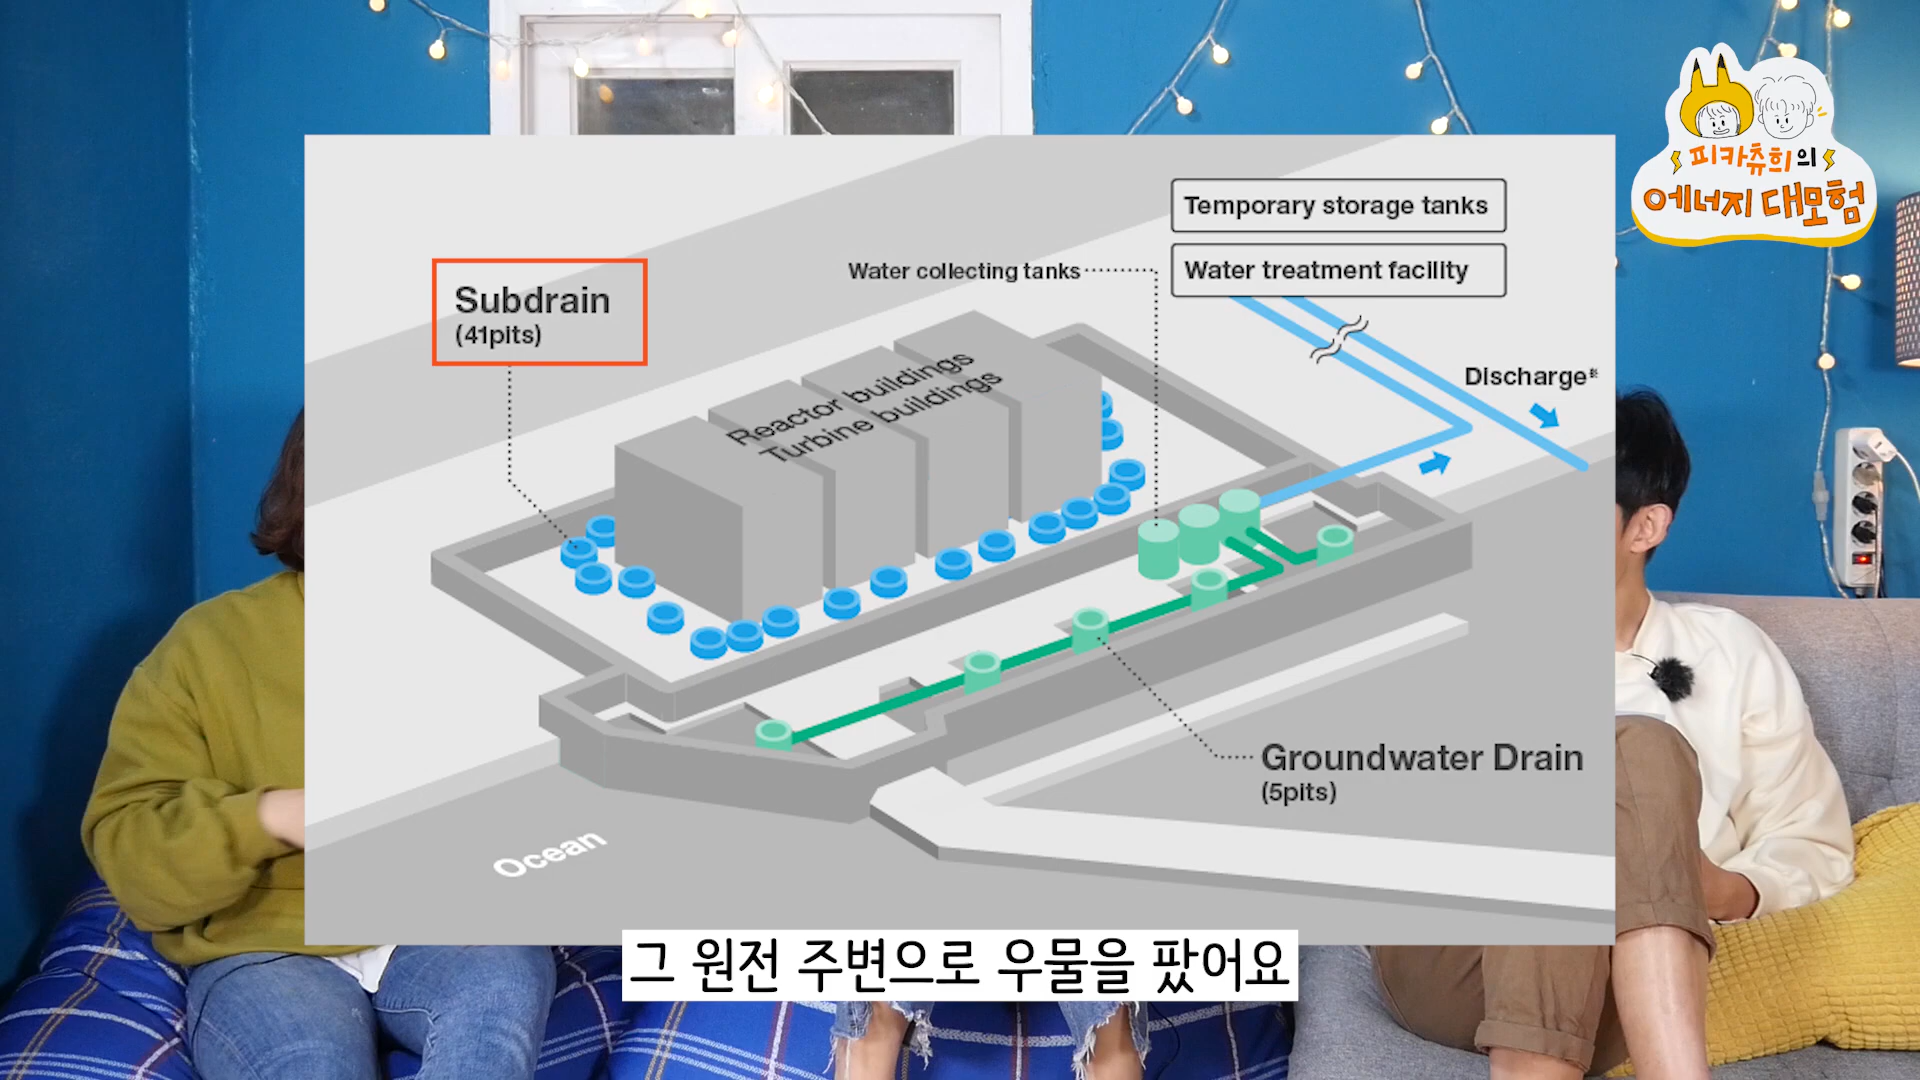 피카츄희의
에너지 대모험
Temporary storage tanks
Water collecting tanks
Water treatment facility
Subdrain
(41pits)
Reactor buildings
Turbine buildings
Discharge※
Groundwater Drain
(5pits)
Ocean
그 원전 주변으로 우물을 팠어요